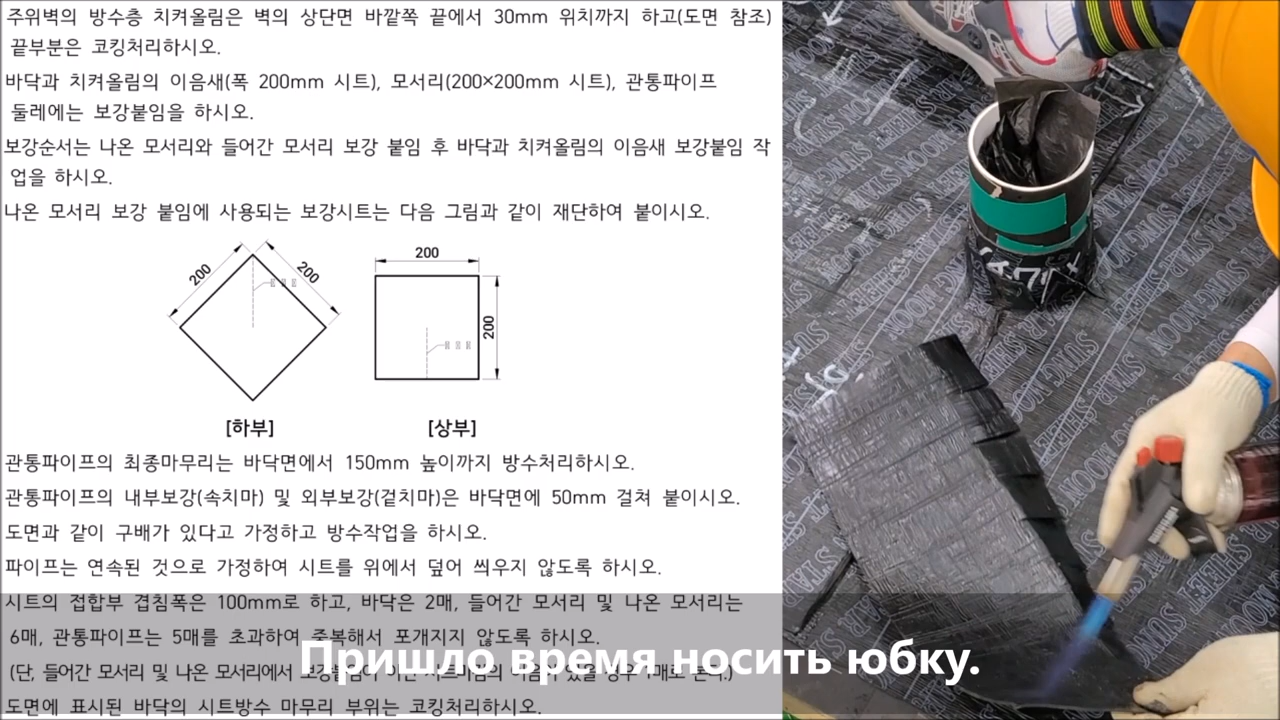 주위벽의 방수층 치켜올림은 벽의 상단면 바깥쪽 끝에서 30mm 위치까지 하고(도면 참조)
끝부분은 코킹처리하시오.
바닥과 치켜올림의 이음새(폭 200mm 시트), 모서리(200×200mm 시트), 관통파이프
둘레에는 보강붙임을 하시오.
보강순서는 나온 모서리와 들어간 모서리 보강 붙임 후 바닥과 치켜올림의 이음새 보강붙임 작
업을 하시오.
나온 모서리 보강 붙임에 사용되는 보강시트는 다음 그림과 같이 재단하여 붙이시오.
200 200
200
200
[하부] [상부]
관통파이프의 최종마무리는 바닥면에서 150mm 높이까지 방수처리하시오.
관통파이프의 내부보강(속치마) 및 외부보강(겉치마)은 바닥면에 50mm 걸쳐 붙이시오.
도면과 같이 구배가 있다고 가정하고 방수작업을 하시오.
파이프는 연속된 것으로 가정하여 시트를 위에서 덮어 씌우지 않도록 하시오.
시트의 접합부 겹침폭은 100mm로 하고, 바닥은 2매, 들어간 모서리 및 나온 모서리는
6매, 관통파이프는 5매를 초과하여 중복해서 포개지지 않도록 하시오.
(단, 들어간 모서리 및 나온 모서리에서
Пришло время носить юбку.
도면에 표시된 바닥의 시트방수 마무리 부위는 코킹처리하시오.
STAR SHEET
SUNG MOON